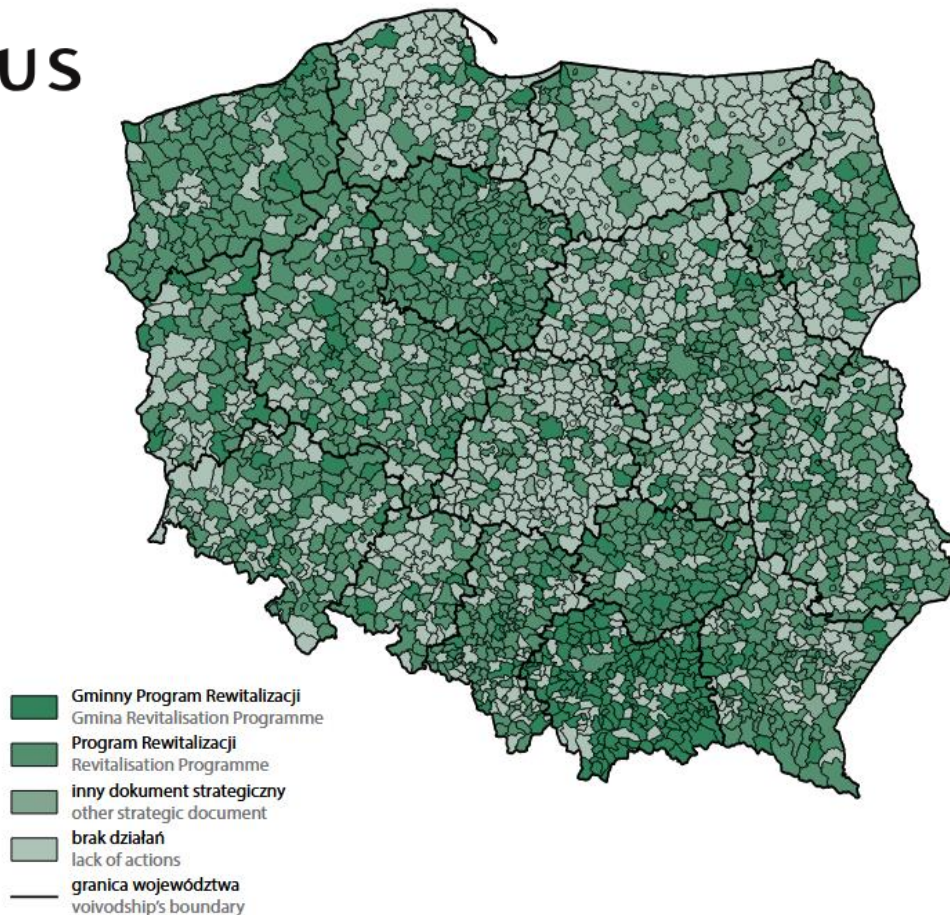 US
Gminny Program Rewitalizacji
Gmina Revitalisation Programme
Program Rewitalizacji
Revitalisation Programme
inny dokument strategiczny
other strategic document
brak działań
lack of actions
granica województwa
voivodship's boundary